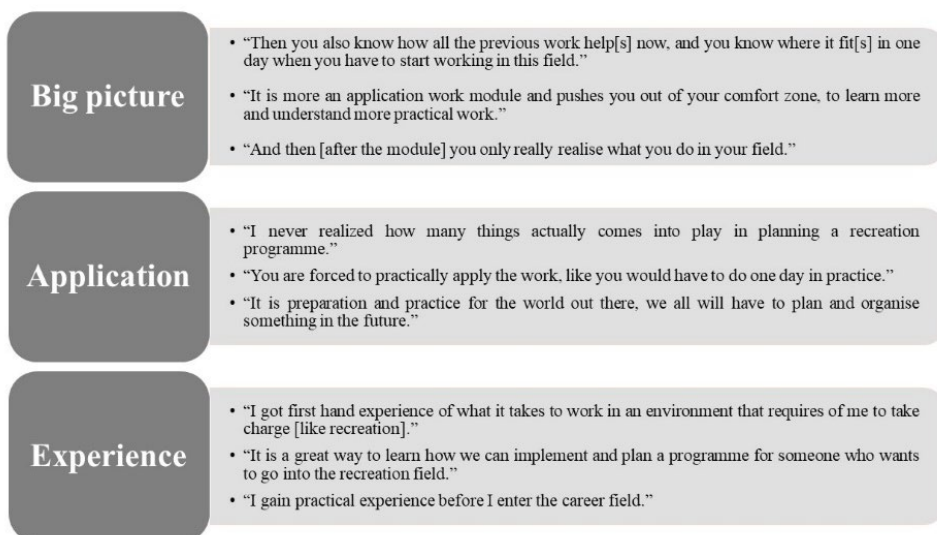 Big picture
• “Then you also know how all the previous work help[s] now, and you know where it fit[s] in one
day when you have to start working in this field.”
• “It is more an application work module and pushes you out of your comfort zone, to learn more
and understand more practical work.”
• “And then [after the module] you only really realise what you do in your field.”
Application
• “I never realized how many things actually comes into play in planning a recreation
programme.”
• “You are forced to practically apply the work, like you would have to do one day in practice.”
• “It is preparation and practice for the world out there, we all will have to plan and organise
something in the future.”
Experience
• “I got first hand experience of what it takes to work in an environment that requires of me to take
charge [like recreation].”
• “It is a great way to learn how we can implement and plan a programme for someone who wants
to go into the recreation field.”
• “I gain practical experience before I enter the career field.”